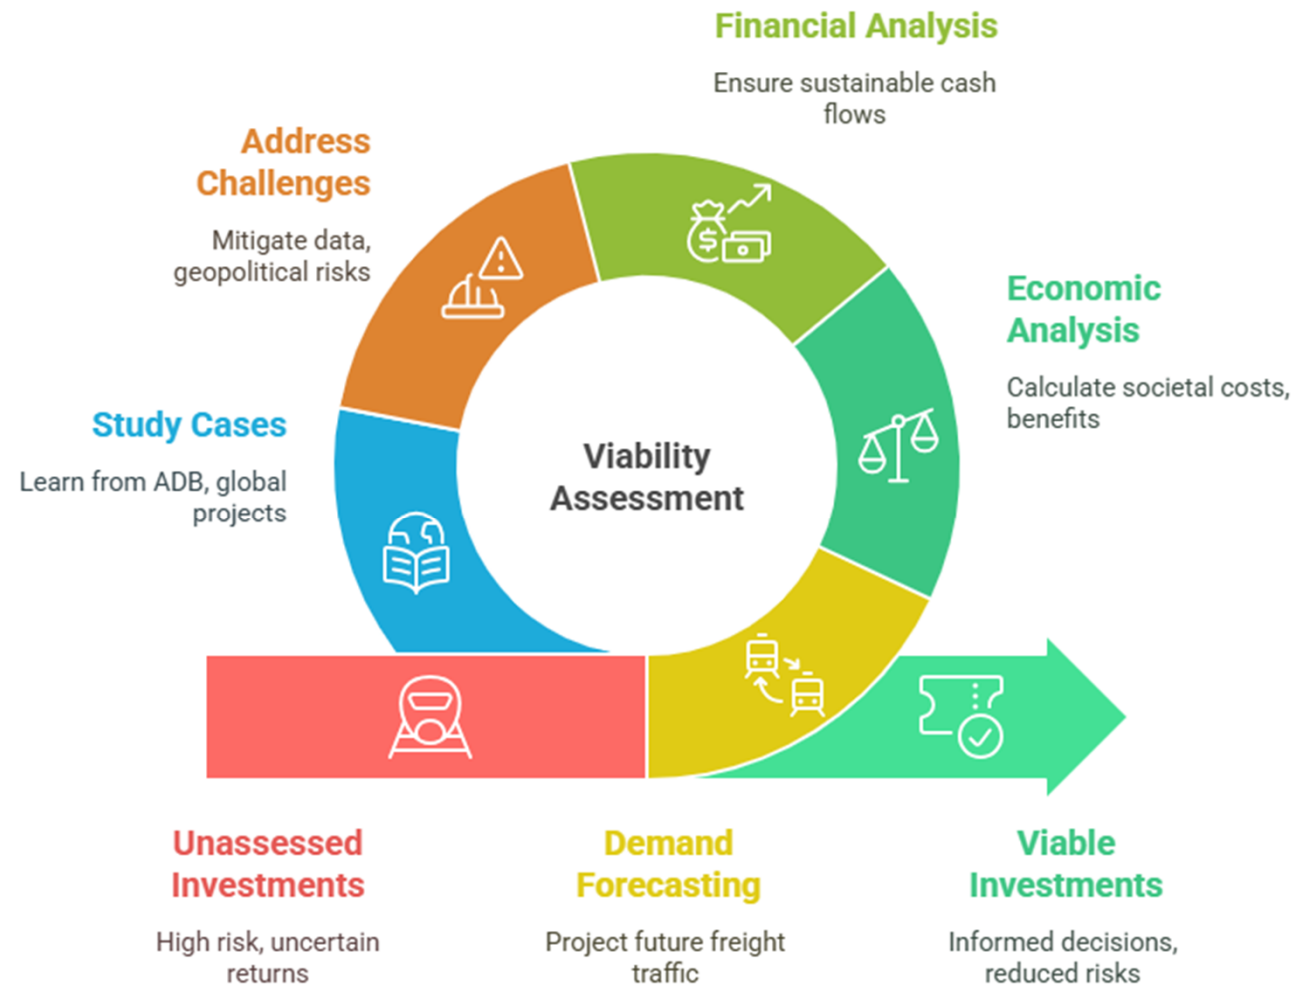 Financial Analysis
Ensure sustainable cash
flows
Address
Challenges
Mitigate data,
geopolitical risks
Economic
Analysis
Calculate societal costs,
benefits
Study Cases
Learn from ADB, global
projects
Viability
Assessment
Unassessed
Investments
High risk, uncertain
returns
Demand
Forecasting
Project future freight
traffic
Viable
Investments
Informed decisions,
reduced risks